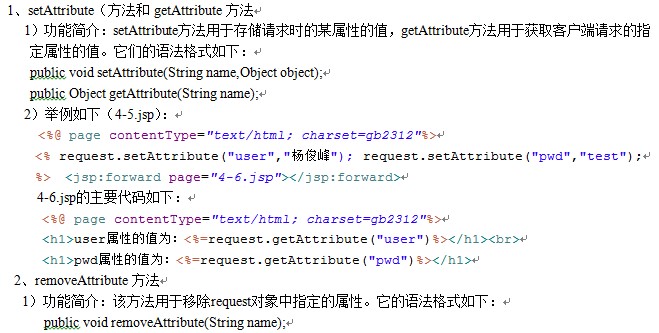 1、setAttribute（方法和 getAttribute 方法
1）功能简介：setAttribute方法用于存储请求时的某属性的值，getAttribute方法用于获取客户端请求的指
定属性的值。它们的语法格式如下：
public void setAttribute(String name,Object object);
public Object getAttribute(String name);
2）举例如下（4-5.jsp）：
<%@ page contentType="text/html; charset=gb2312"%>
<% request.setAttribute("user","杨俊峰"); request.setAttribute("pwd","test");
%> <jsp:forward page="4-6.jsp"></jsp:forward>
4-6.jsp的主要代码如下：
<%@ page contentType="text/html; charset=gb2312"%>
<h1>user属性的值为：<%=request.getAttribute("user")%></h1><br>
<h1>pwd属性的值为：<%=request.getAttribute("pwd")%></h1>
2、removeAttribute 方法
1）功能简介：该方法用于移除request对象中指定的属性。它的语法格式如下：
public void removeAttribute(String name);